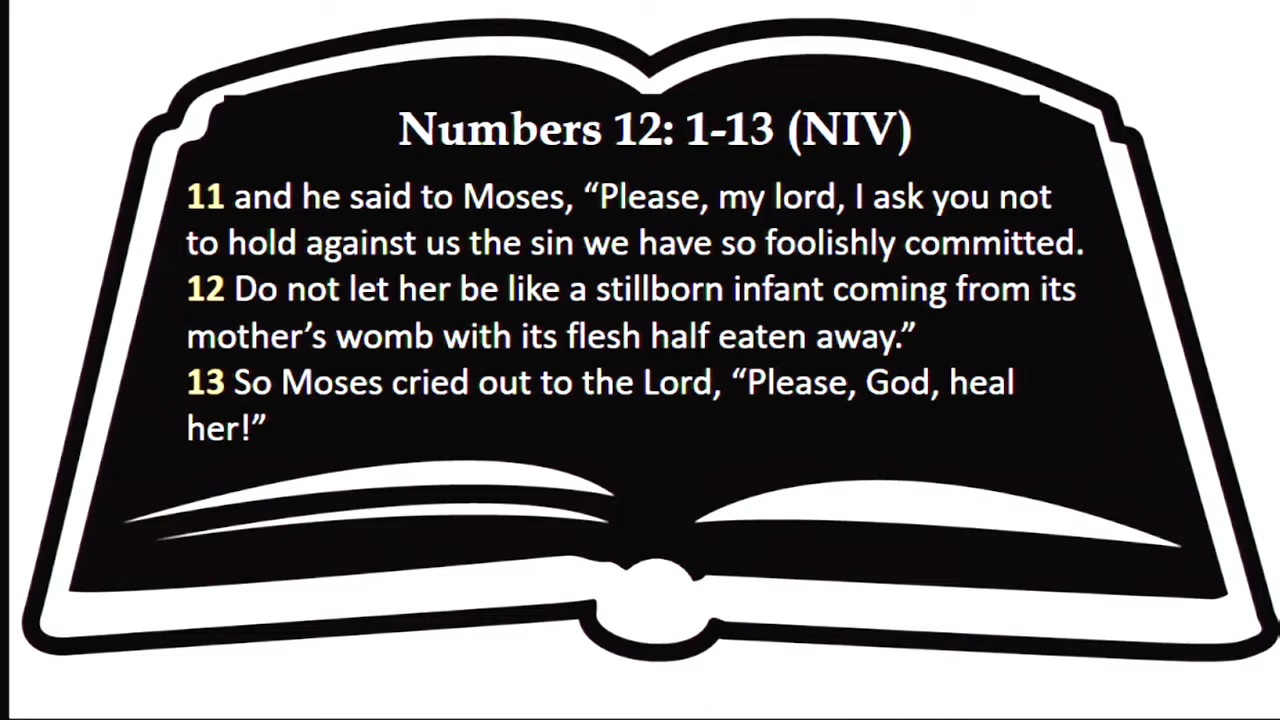 Numbers 12: 1-13 (NIV)
11 and he said to Moses, “Please, my lord, I ask you not
to hold against us the sin we have so foolishly committed.
12 Do not let her be like a stillborn infant coming from its
mother’s womb with its flesh half eaten away.”
13 So Moses cried out to the Lord, “Please, God, heal
her!”